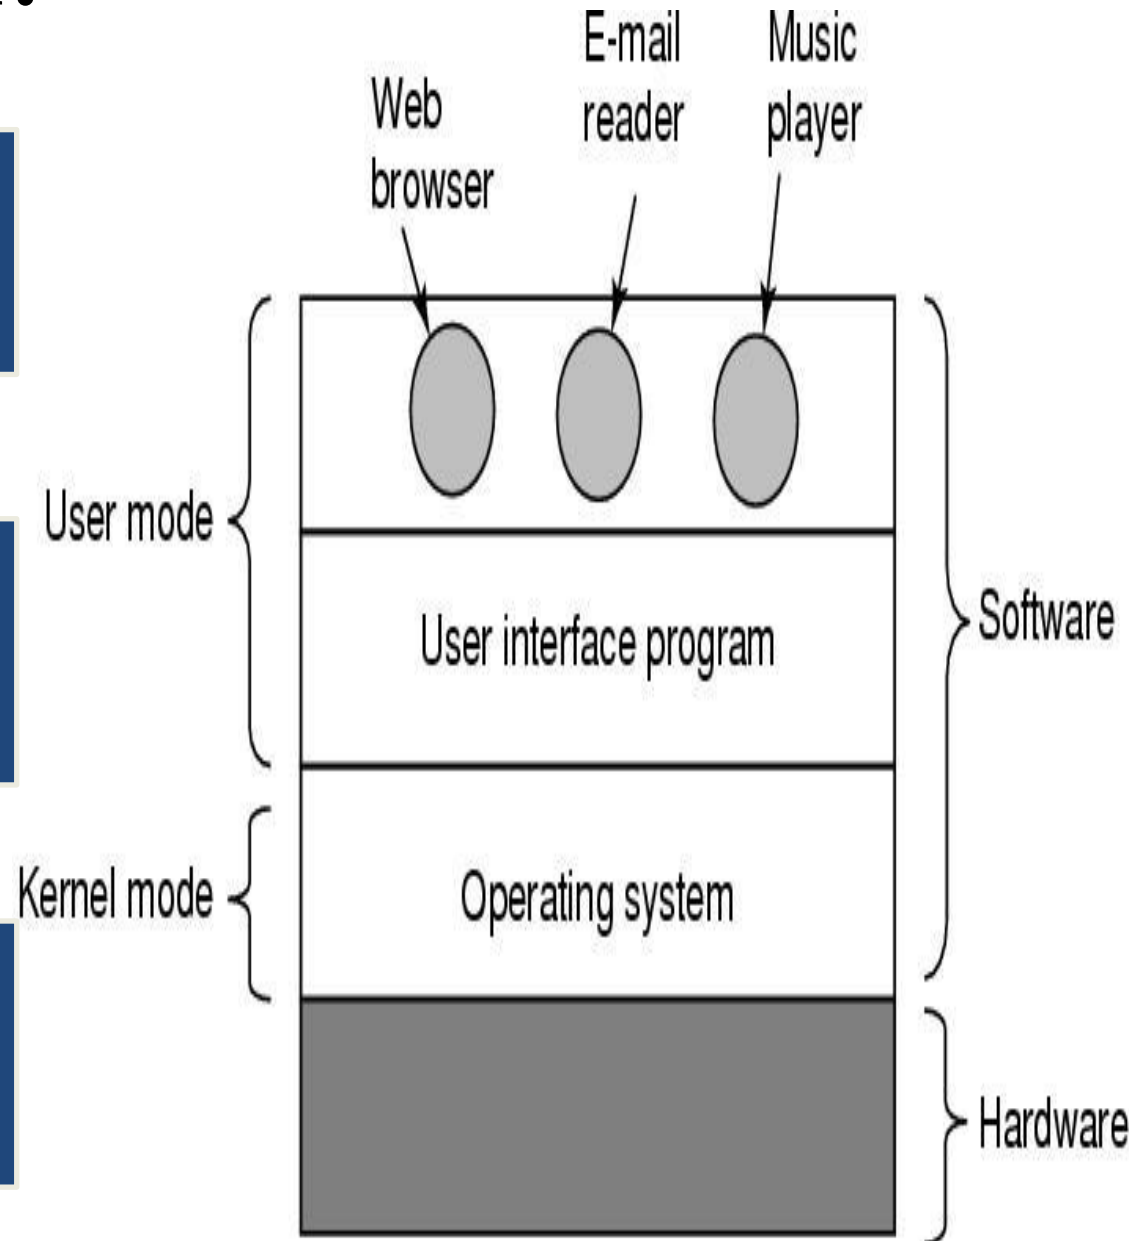 E-mail
reader
Music
player
Web
browser
User mode
User interface program
Software
Kernel mode
Operating system
Hardware